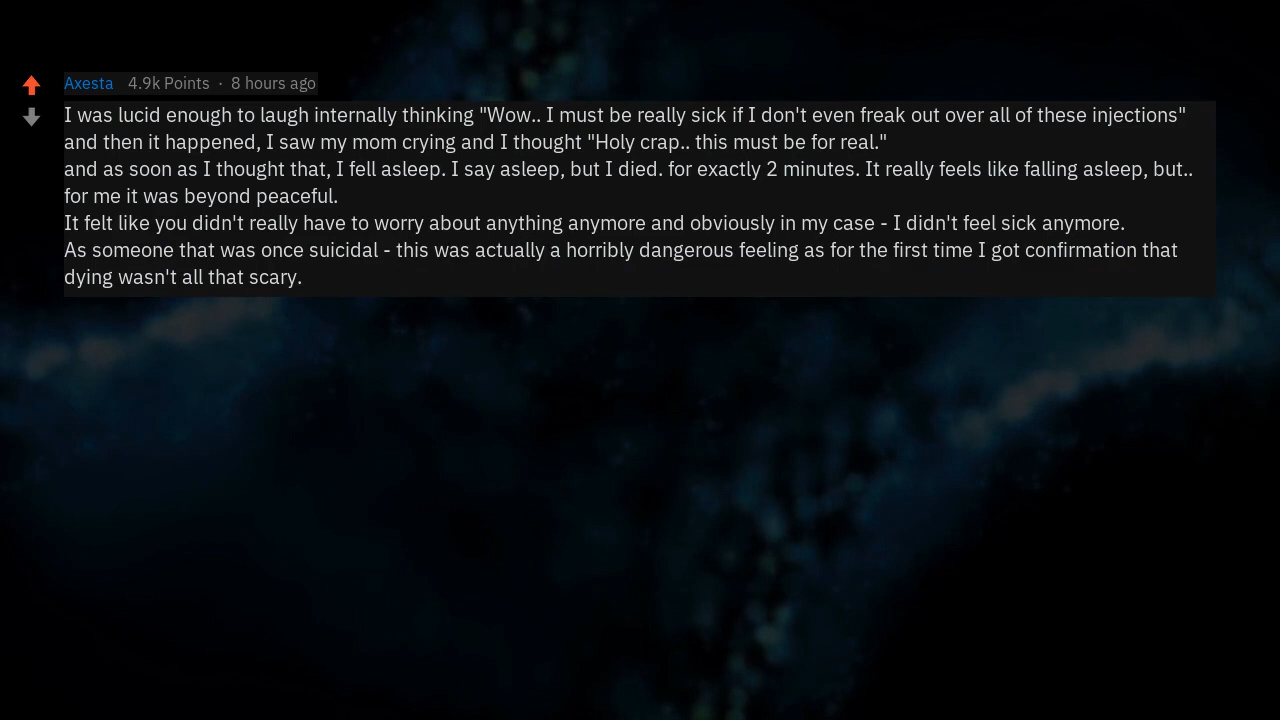 Axesta 4.9k Points · 8 hours ago
I was lucid enough to laugh internally thinking "Wow.. I must be really sick if I don't even freak out over all of these injections"
and then it happened, I saw my mom crying and I thought "Holy crap.. this must be for real."
and as soon as I thought that, I fell asleep. I say asleep, but I died. for exactly 2 minutes. It really feels like falling asleep, but..
for me it was beyond peaceful.
It felt like you didn't really have to worry about anything anymore and obviously in my case - I didn't feel sick anymore.
As someone that was once suicidal - this was actually a horribly dangerous feeling as for the first time I got confirmation that
dying wasn't all that scary.